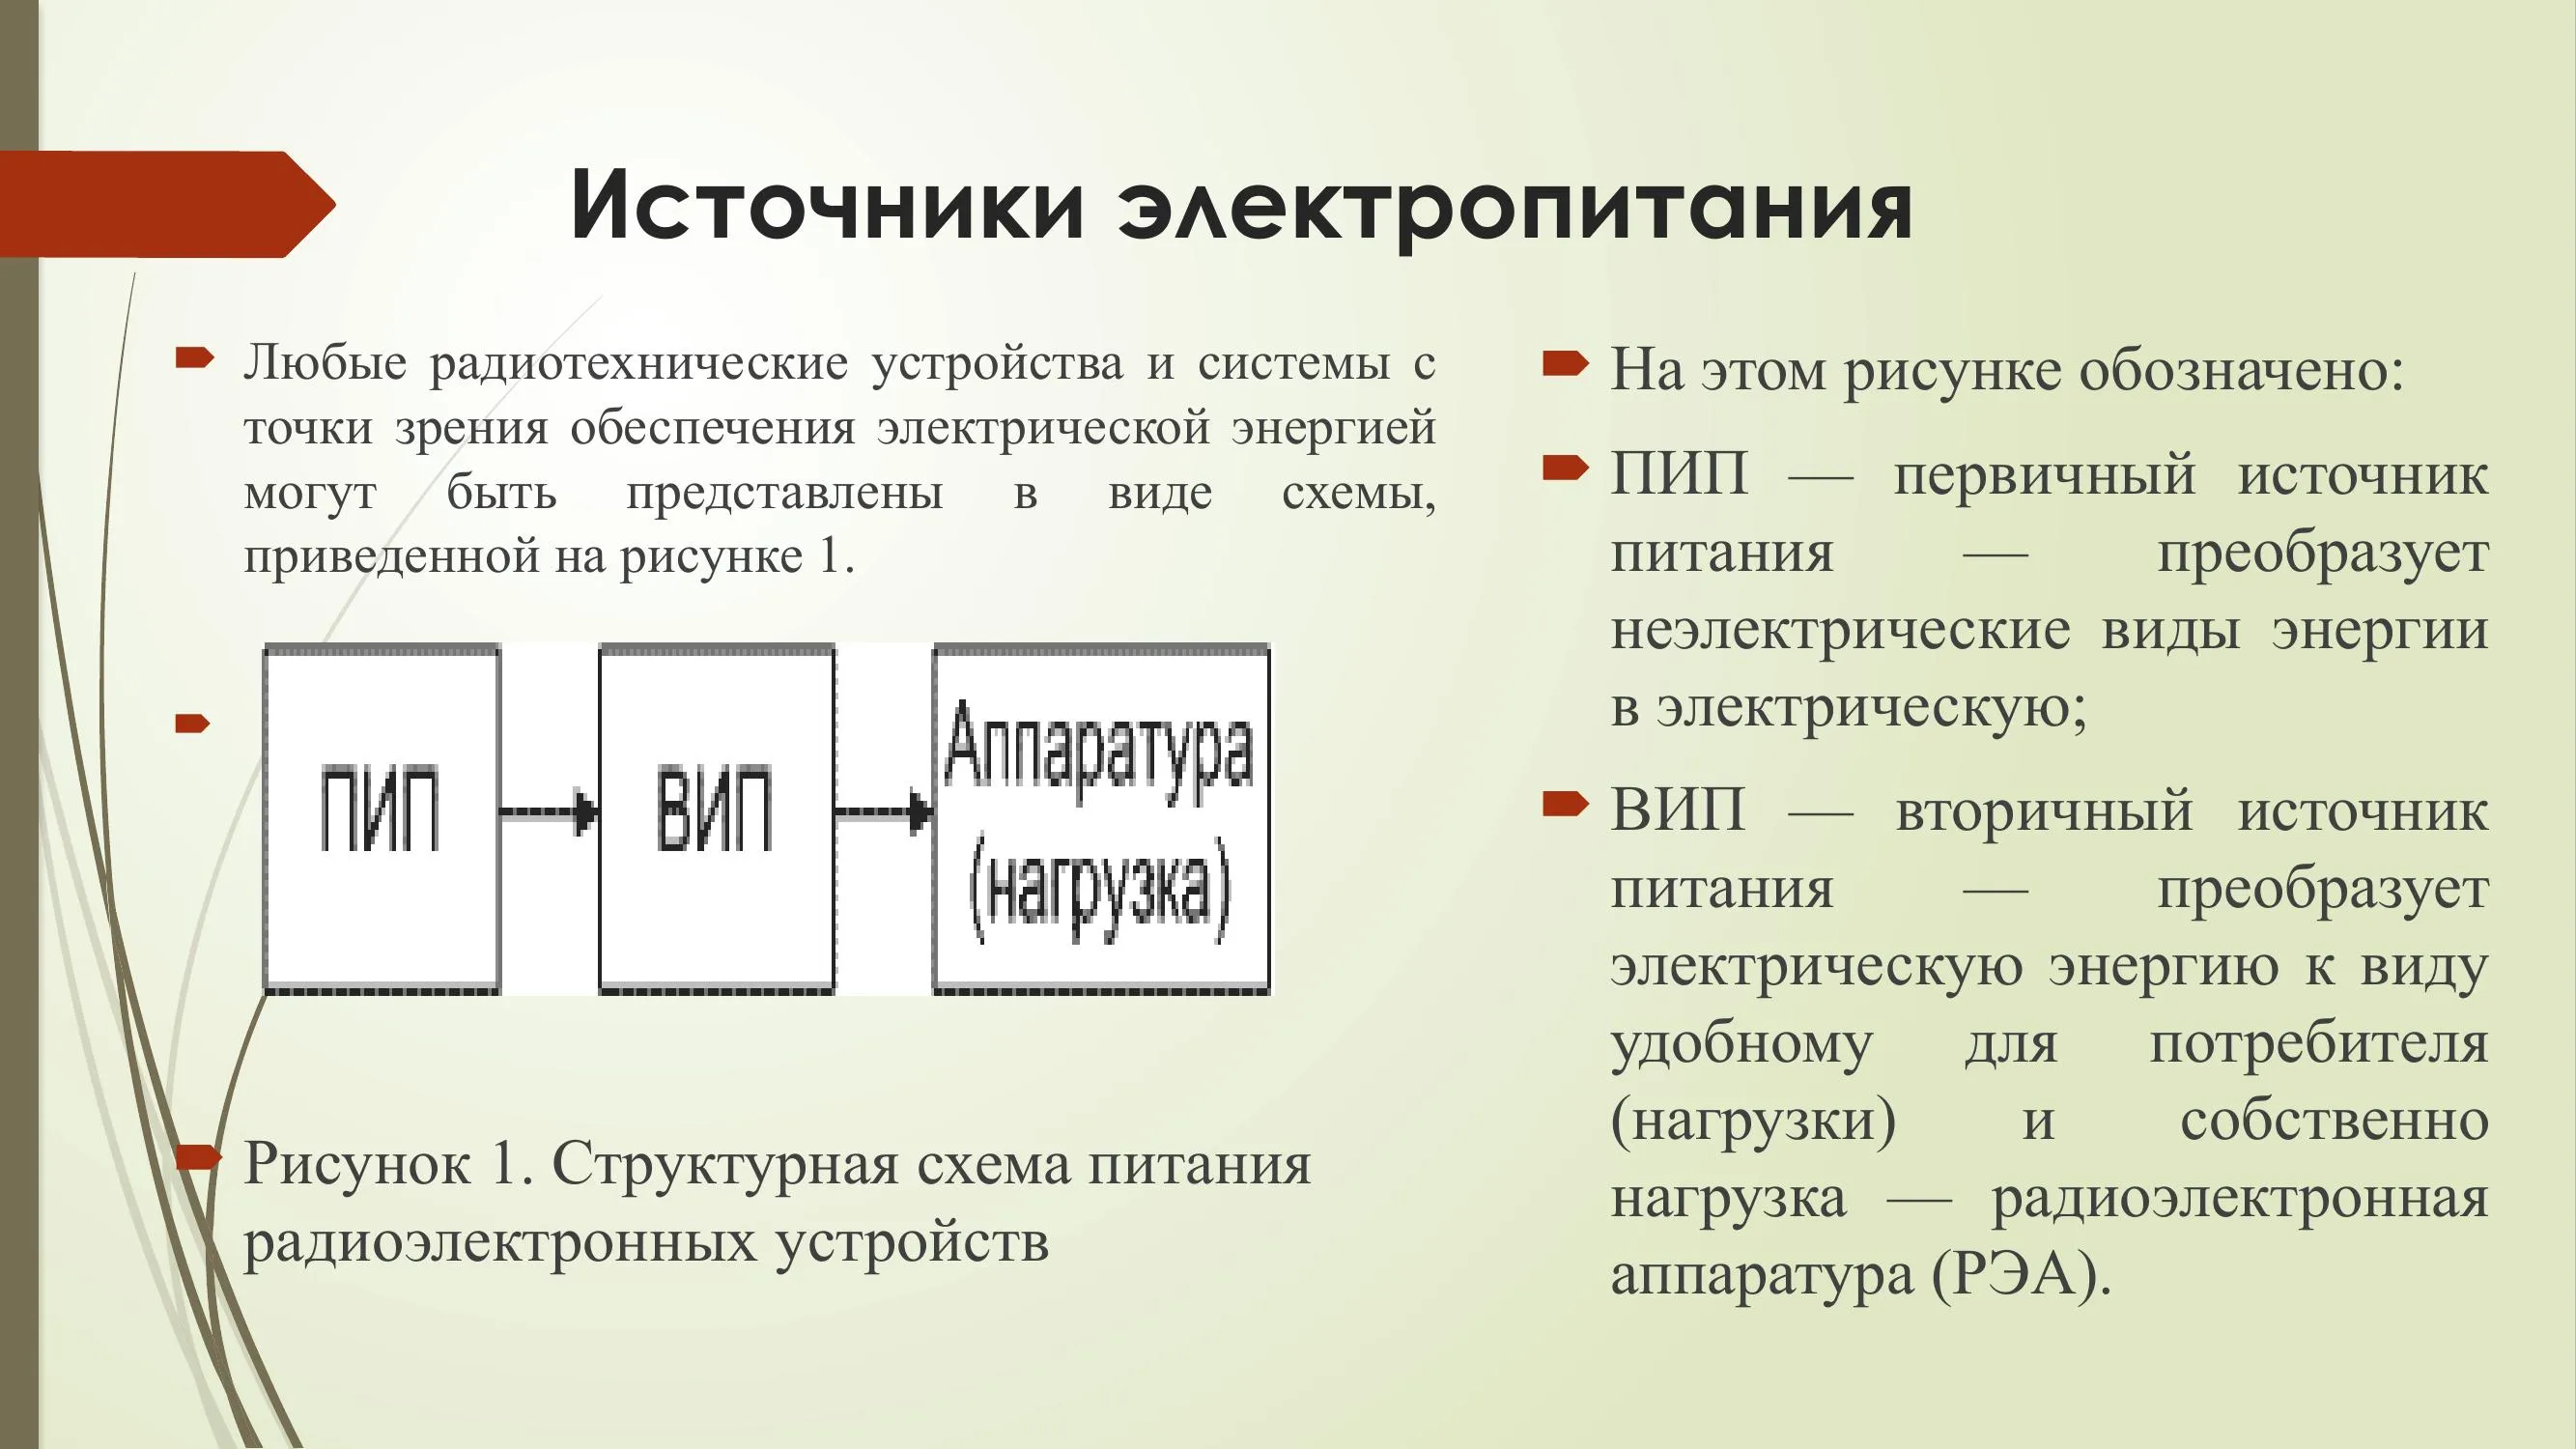 Источники электропитания
Любые радиотехнические устройства и системы с
точки зрения обеспечения электрической энергией
могут быть представлены в виде схемы,
приведенной на рисунке 1.
ПИП
ВИП
Аппаратура
(нагрузка)
Рисунок 1. Структурная схема питания
радиоэлектронных устройств
На этом рисунке обозначено:
ПИП — первичный источник
питания — преобразует
неэлектрические виды энергии
в электрическую;
ВИП — вторичный источник
питания — преобразует
электрическую энергию к виду
удобному для потребителя
(нагрузки) и собственно
нагрузка — радиоэлектронная
аппаратура (РЭА).